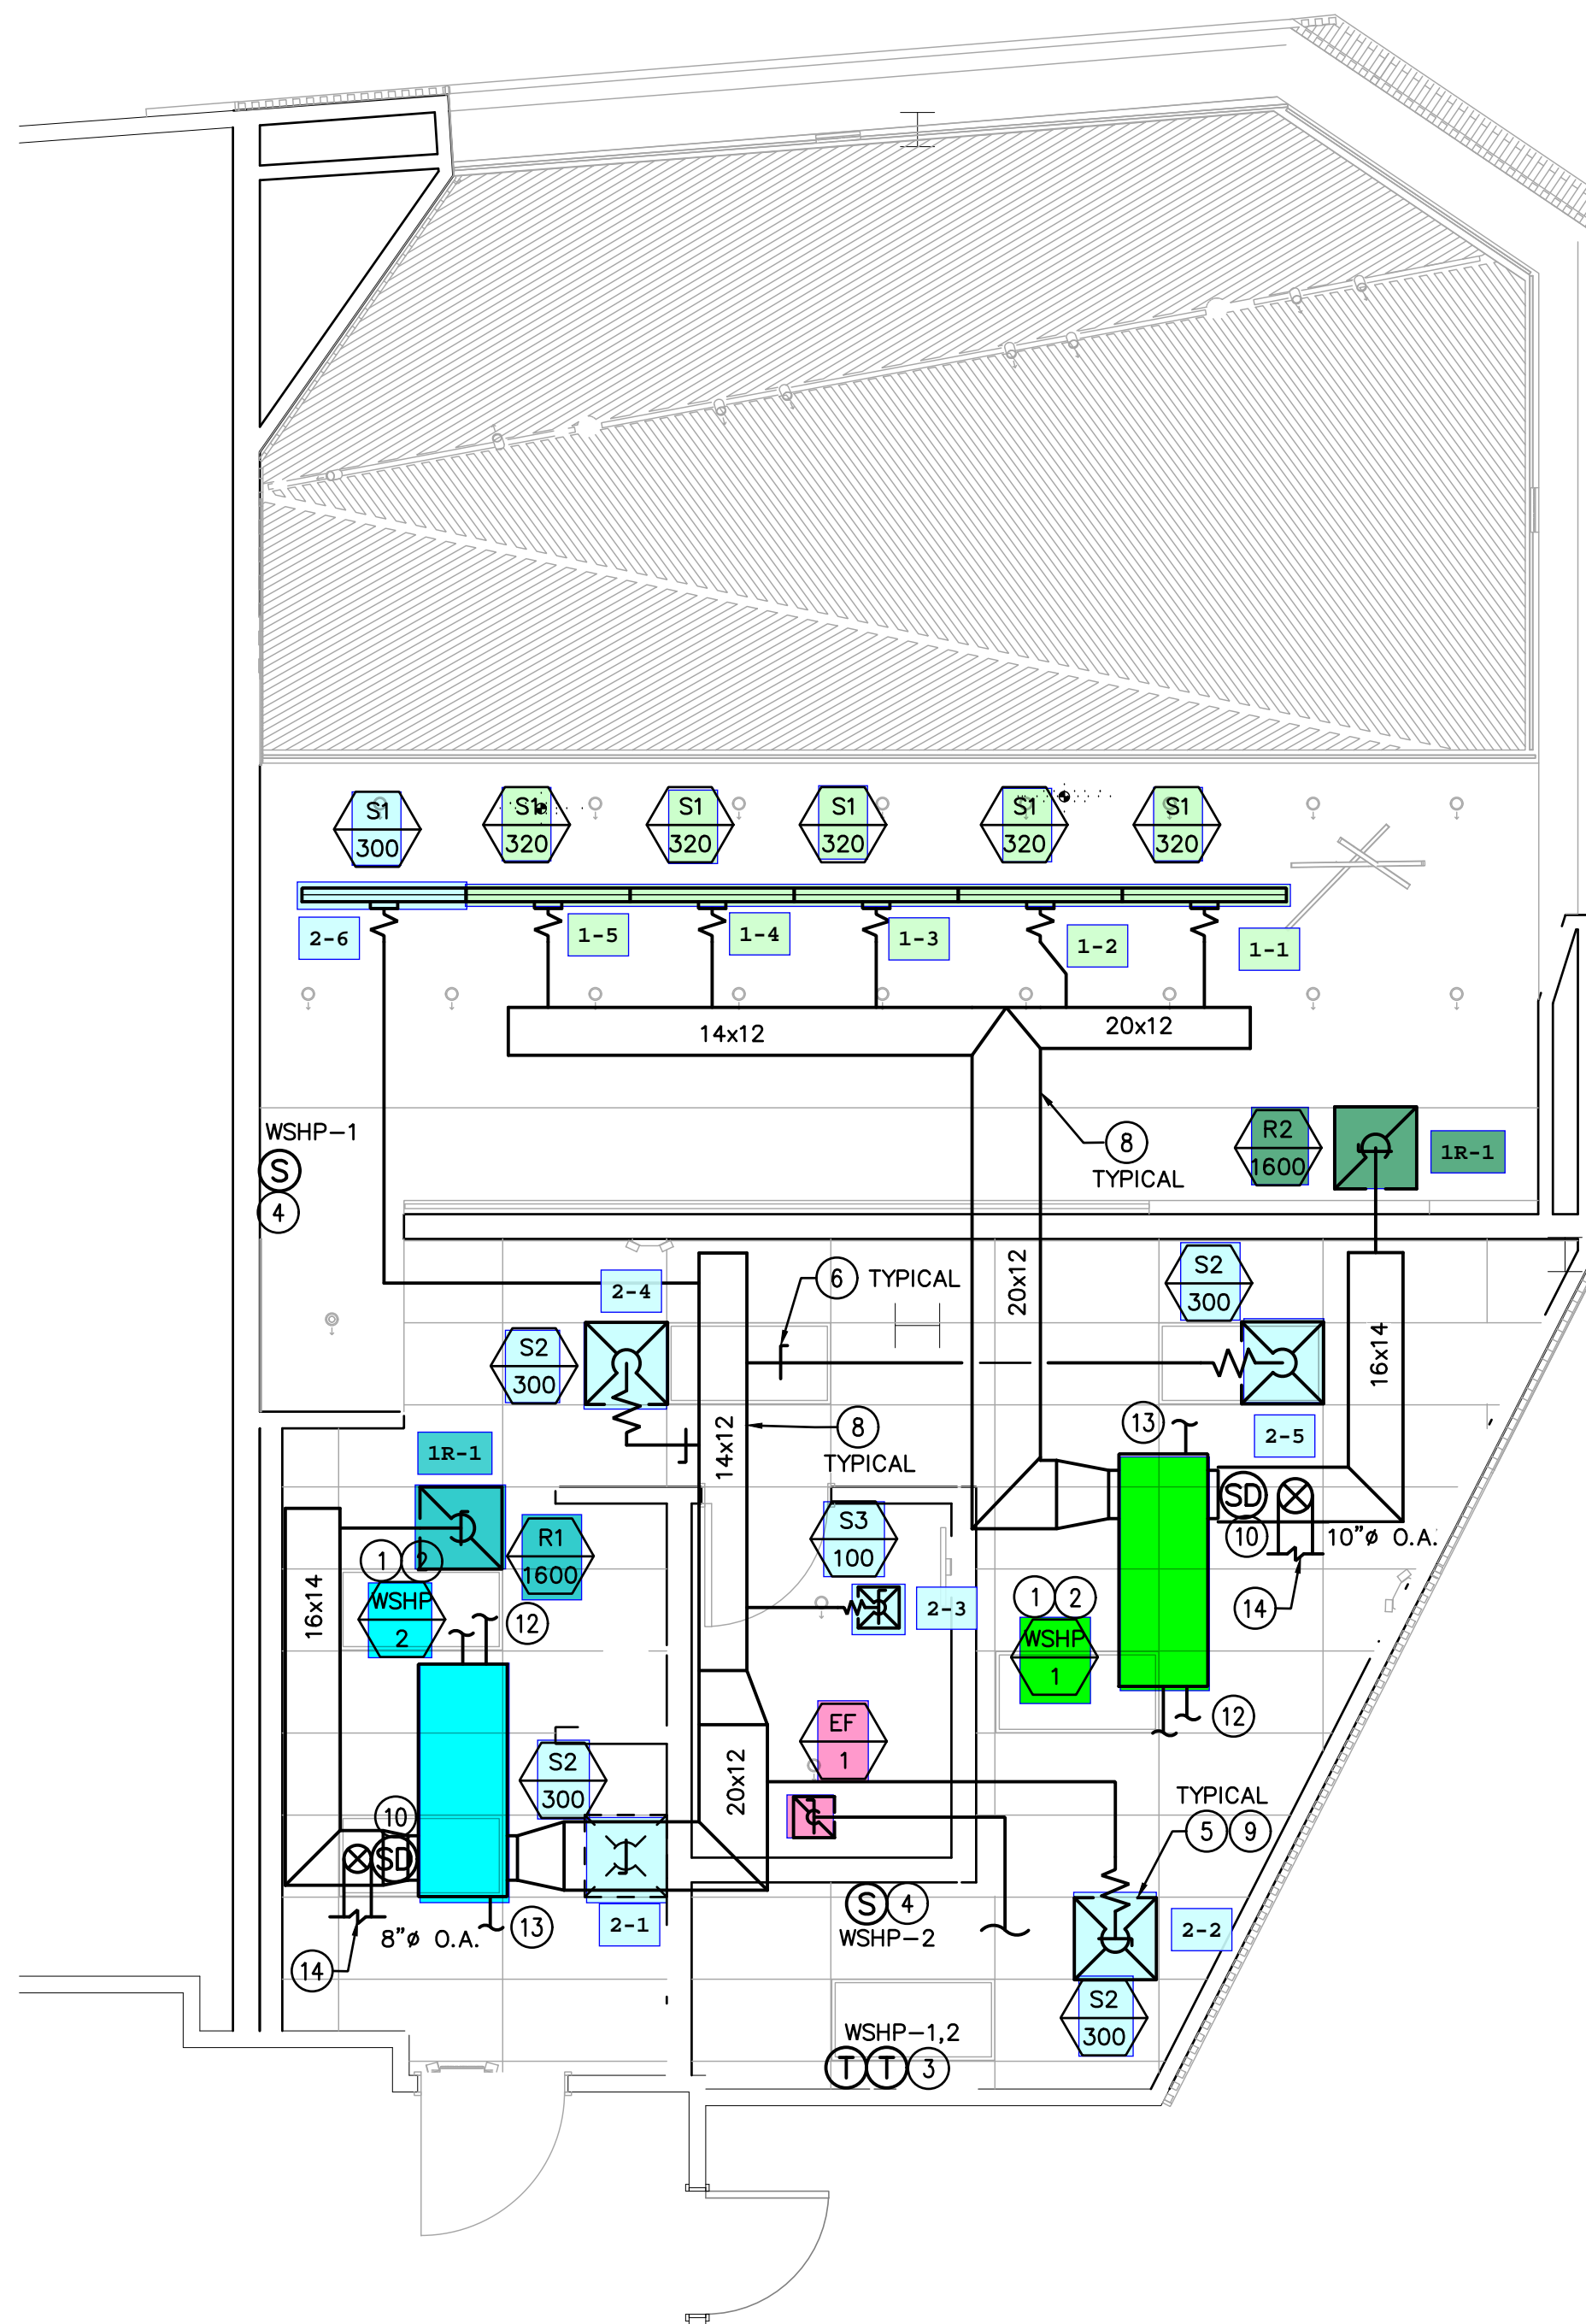 S1
300
S1
320
S1
320
S1
320
S1
320
S1
320
2-6
1-5
1-4
1-3
1-2
1-1
14x12
20x12
WSHP-1
S
4
8
TYPICAL
R2
1600
1R-1
2-4
6 TYPICAL
20x12
S2
300
16x14
S2
300
14x12
8
TYPICAL
13
2-5
1R-1
R1
1600
S3
100
SD
10
10"ø O.A.
1 2
WSHP
2
16x14
12
2-3
1 2
WSHP
1
14
12
EF
1
S2
300
20x12
TYPICAL
5 9
10
SD
8"ø O.A.
13
2-1
14
S 4
WSHP-2
2-2
S2
300
WSHP-1,2
T T 3